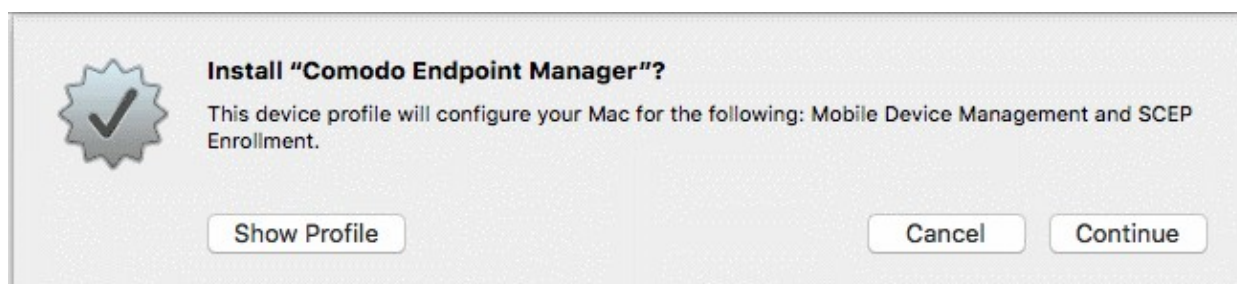 Install “Comodo Endpoint Manager”?
This device profile will configure your Mac for the following: Mobile Device Management and SCEP
Enrollment.
Show Profile
Cancel
Continue